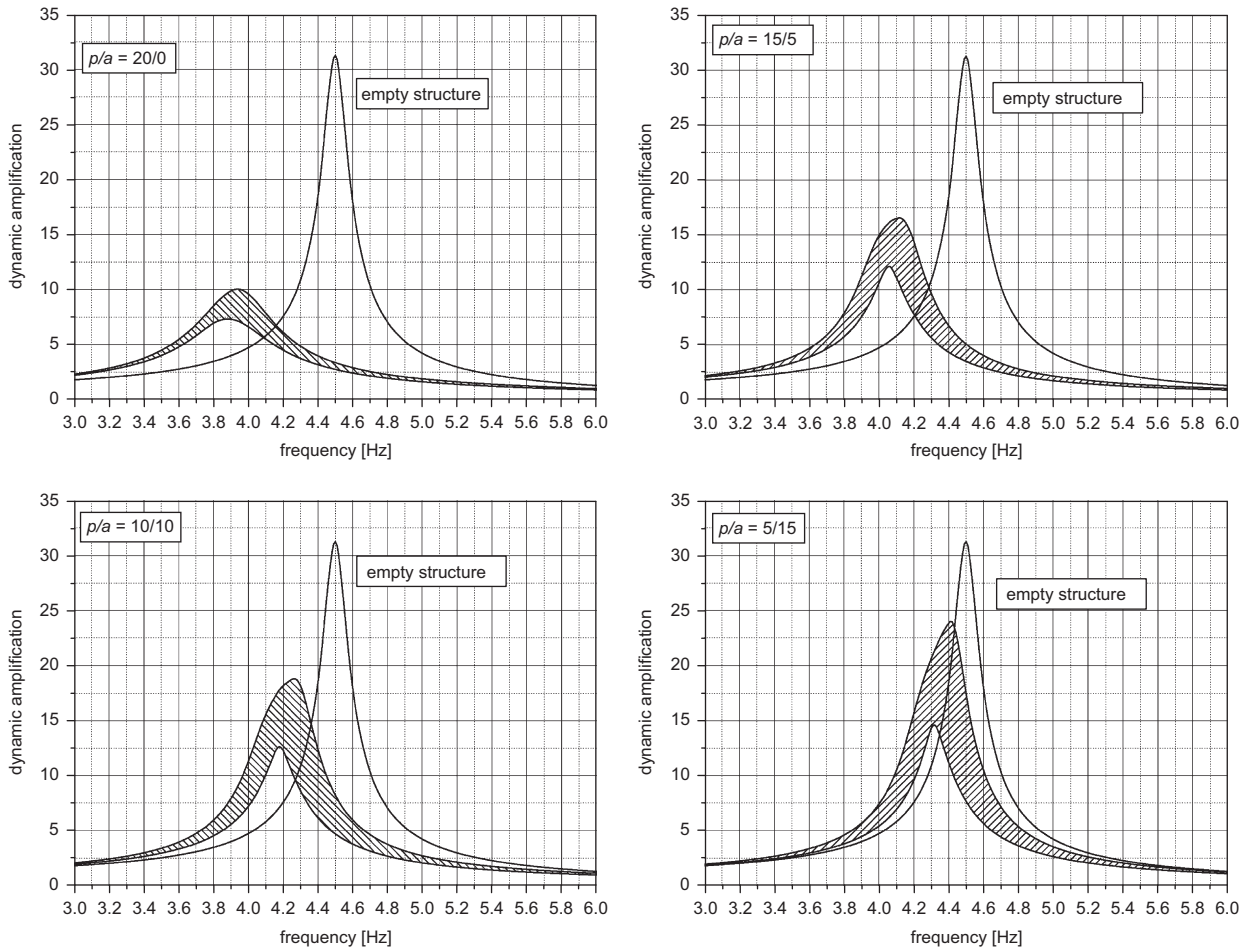 35
30
25
20
15
10
5
0
dynamic amplification
p/a = 20/0
empty structure
3.0 3.2 3.4 3.6 3.8 4.0 4.2 4.4 4.6 4.8 5.0 5.2 5.4 5.6 5.8 6.0
frequency [Hz]
35
30
25
20
15
10
5
0
dynamic amplification
p/a = 15/5
empty structure
3.0 3.2 3.4 3.6 3.8 4.0 4.2 4.4 4.6 4.8 5.0 5.2 5.4 5.6 5.8 6.0
frequency [Hz]
35
30
25
20
15
10
5
0
dynamic amplification
p/a = 10/10
empty structure
3.0 3.2 3.4 3.6 3.8 4.0 4.2 4.4 4.6 4.8 5.0 5.2 5.4 5.6 5.8 6.0
frequency [Hz]
35
30
25
20
15
10
5
0
dynamic amplification
p/a = 5/15
empty structure
3.0 3.2 3.4 3.6 3.8 4.0 4.2 4.4 4.6 4.8 5.0 5.2 5.4 5.6 5.8 6.0
frequency [Hz]